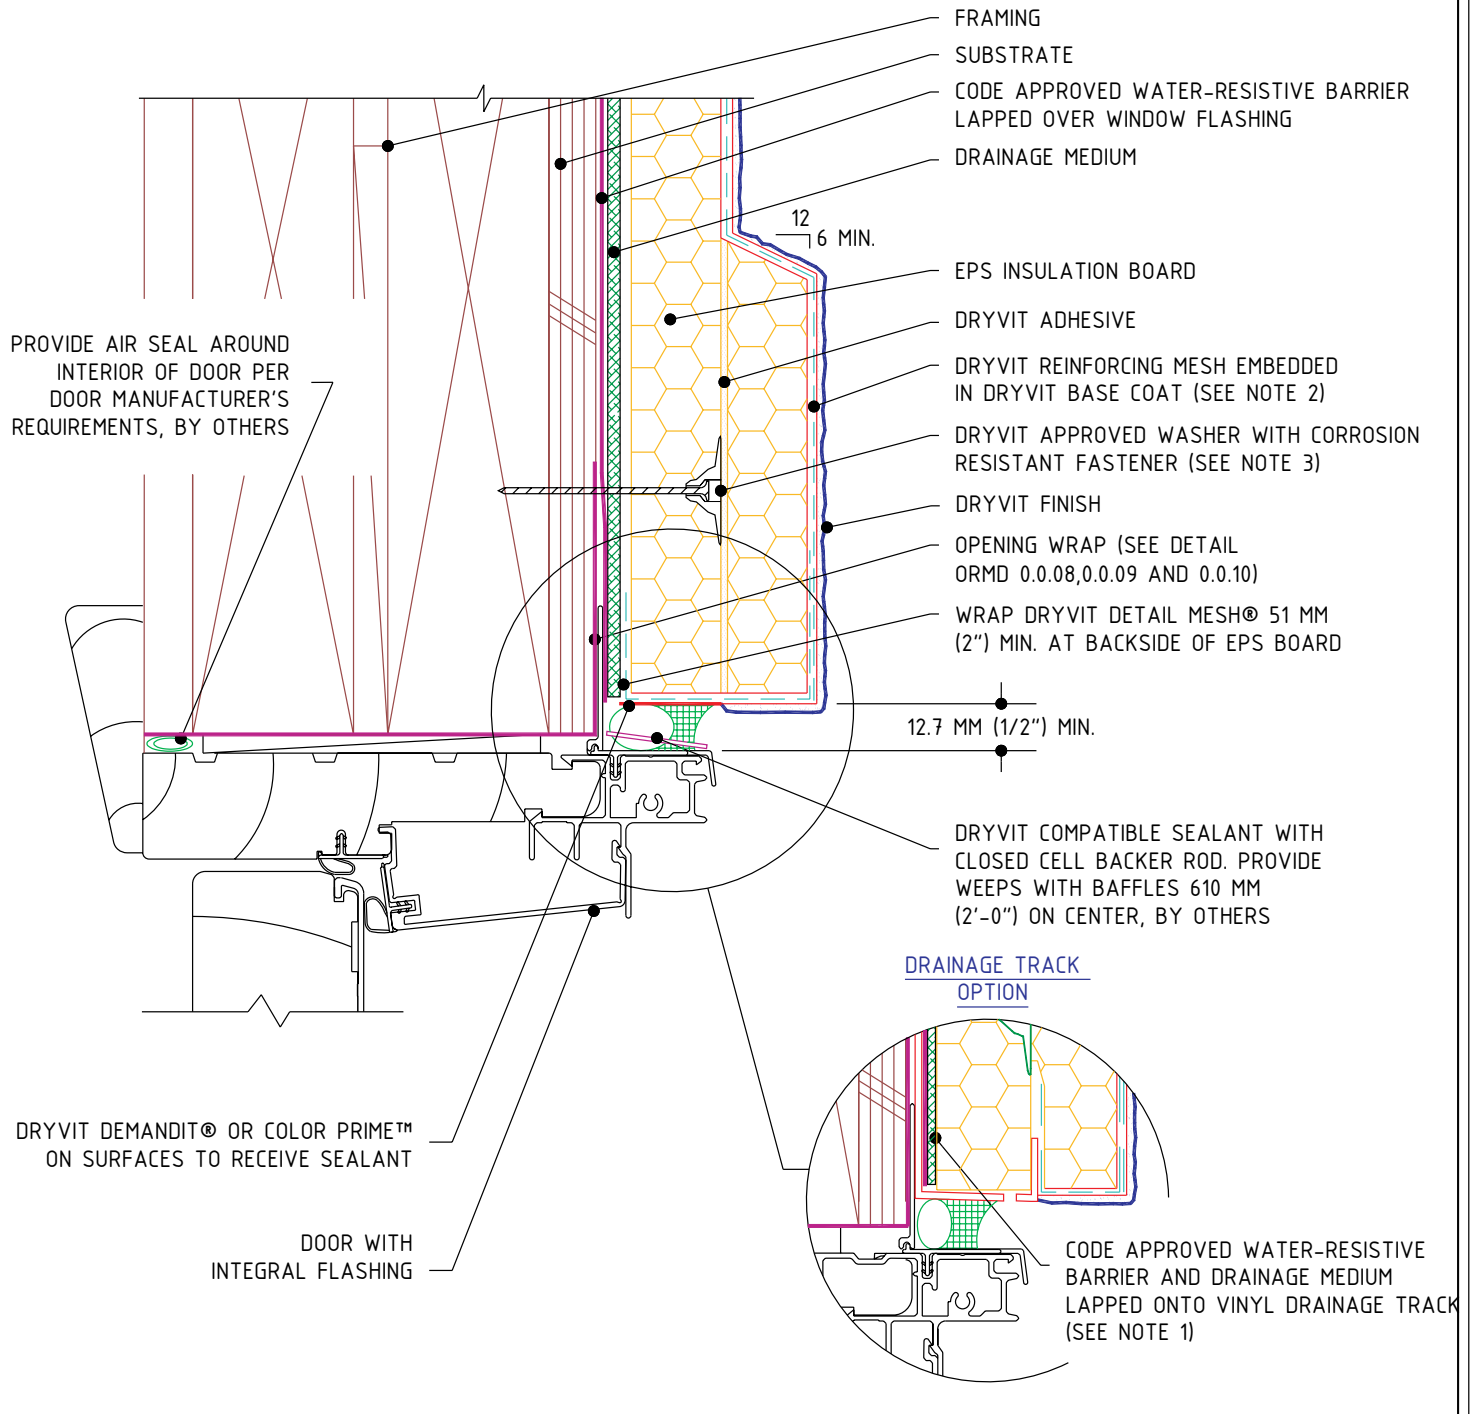 FRAMING
SUBSTRATE
CODE APPROVED WATER-RESISTIVE BARRIER
LAPPED OVER WINDOW FLASHING
DRAINAGE MEDIUM
12
6 MIN.
EPS INSULATION BOARD
DRYVIT ADHESIVE
DRYVIT REINFORCING MESH EMBEDDED
IN DRYVIT BASE COAT (SEE NOTE 2)
DRYVIT APPROVED WASHER WITH CORROSION
RESISTANT FASTENER (SEE NOTE 3)
DRYVIT FINISH
OPENING WRAP (SEE DETAIL
ORMD 0.0.08,0.0.09 AND 0.0.10)
WRAP DRYVIT DETAIL MESH® 51 MM
(2") MIN. AT BACKSIDE OF EPS BOARD
12.7 MM (1/2") MIN.
DRYVIT COMPATIBLE SEALANT WITH
CLOSED CELL BACKER ROD. PROVIDE
WEEPS WITH BAFFLES 610 MM
(2'-0") ON CENTER, BY OTHERS
PROVIDE AIR SEAL AROUND
INTERIOR OF DOOR PER
DOOR MANUFACTURER'S
REQUIREMENTS, BY OTHERS
DRYVIT DEMANDIT® OR COLOR PRIME™
ON SURFACES TO RECEIVE SEALANT
DOOR WITH
INTEGRAL FLASHING
DRAINAGE TRACK
OPTION
CODE APPROVED WATER-RESISTIVE
BARRIER AND DRAINAGE MEDIUM
LAPPED ONTO VINYL DRAINAGE TRACK
(SEE NOTE 1)